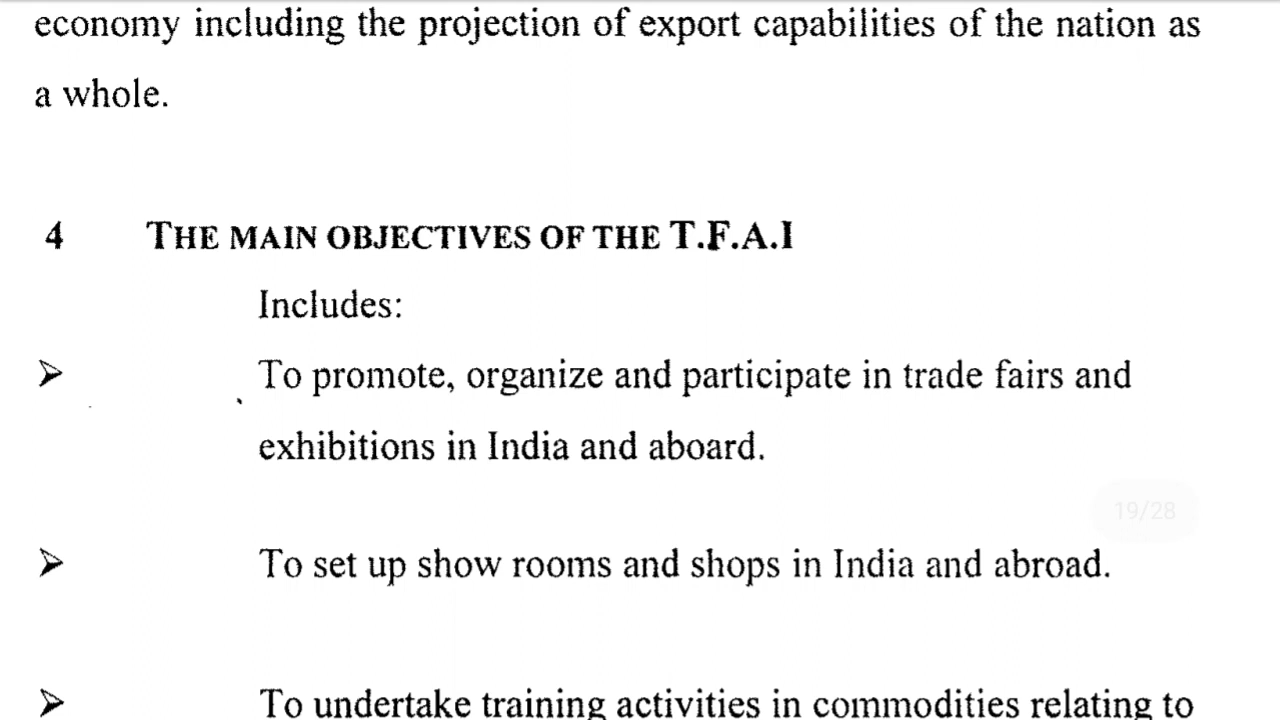 economy including the projection of export capabilities of the nation as
a whole.
4 THE MAIN OBJECTIVES OF THE T.F.A.I
Includes:
➢ To promote, organize and participate in trade fairs and
exhibitions in India and aboard.
19/28
➢ To set up show rooms and shops in India and abroad.
➢ To undertake training activities in commodities relating to